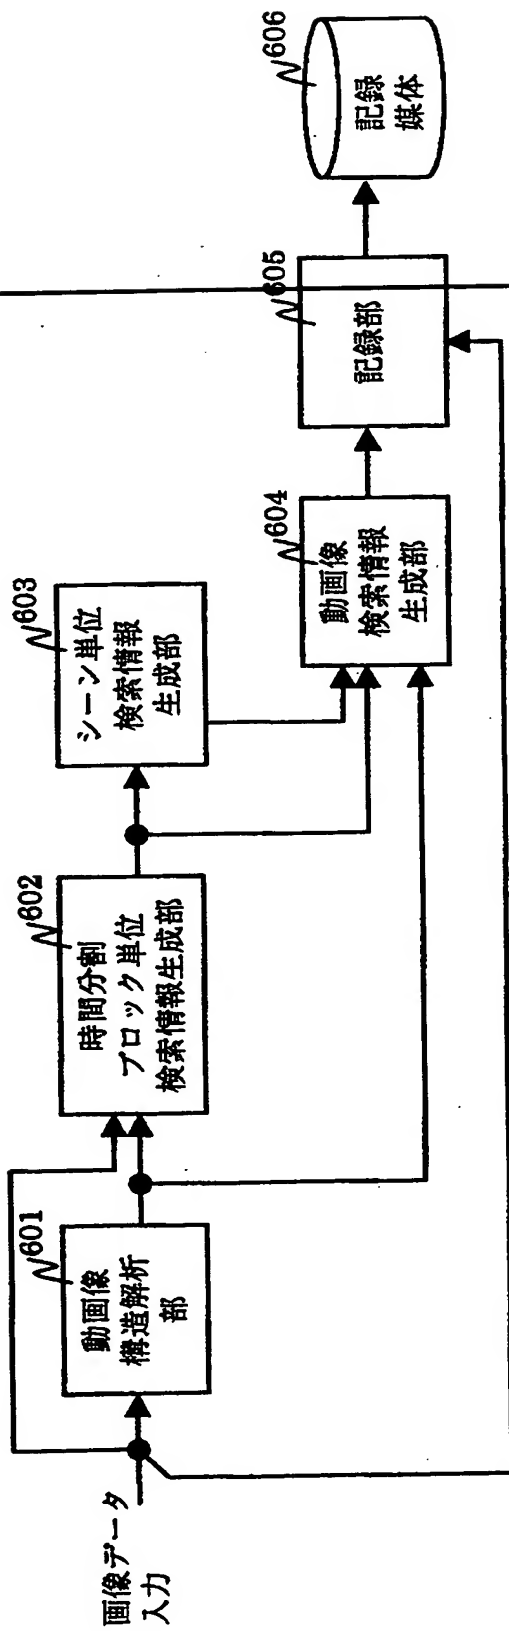 画像データ
入力
601
動画像
構造解析
部
602
時間分割
ブロック単位
検索情報生成部
603
シーン単位
検索情報
生成部
604
動画像
検索情報
生成部
605
記録部
606
記録
媒体